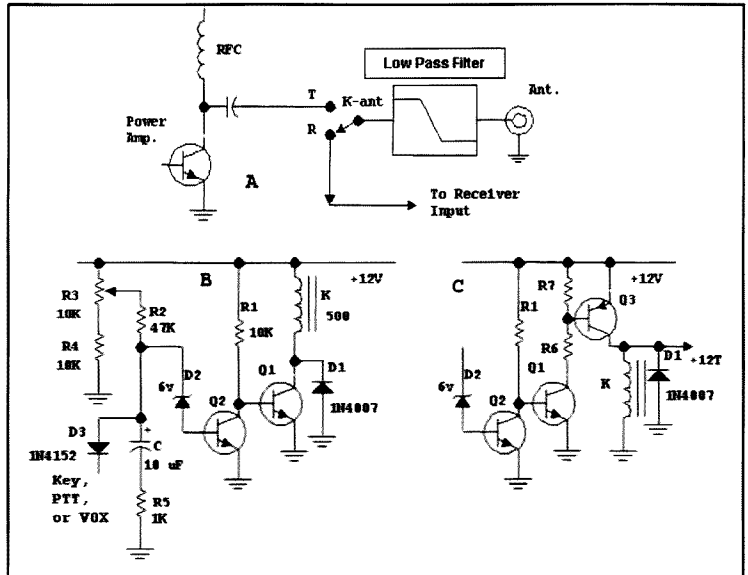 RFC
Low Pass Filter
T
K-ant
Ant.
Power
Amp.
R
A
To Receiver
Input
B
+12V
C
+12V
R3
10K
R2
47K
R1
10K
K
500
R7
Q3
R1
R4
10K
D2
6v
Q2
Q1
D1
1N4007
R6
D2
6v
Q1
Q2
K
D1
+12T
1N4007
D3
1N4152
+
C
10 uF
Key,
PTT,
or VOX
R5
1K